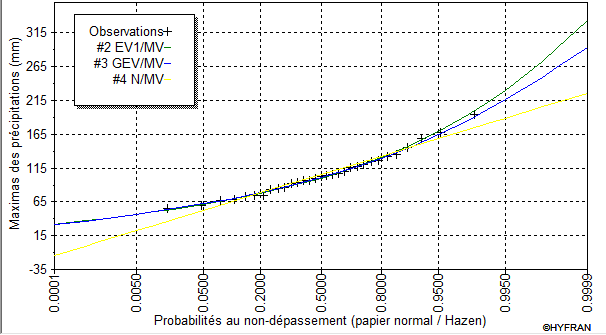 315
265
215
165
115
65
15
-35
Maximas des précipitations (mm)
Observations+
#2 EV1/MV−
#3 GEV/MV−
#4 N/MV−
0.0001
0.0050
0.0500
0.2000
0.5000
0.8000
0.9500
0.9950
0.9999
Probabilités au non-dépassement (papier normal / Hazen)
©HYFRAN